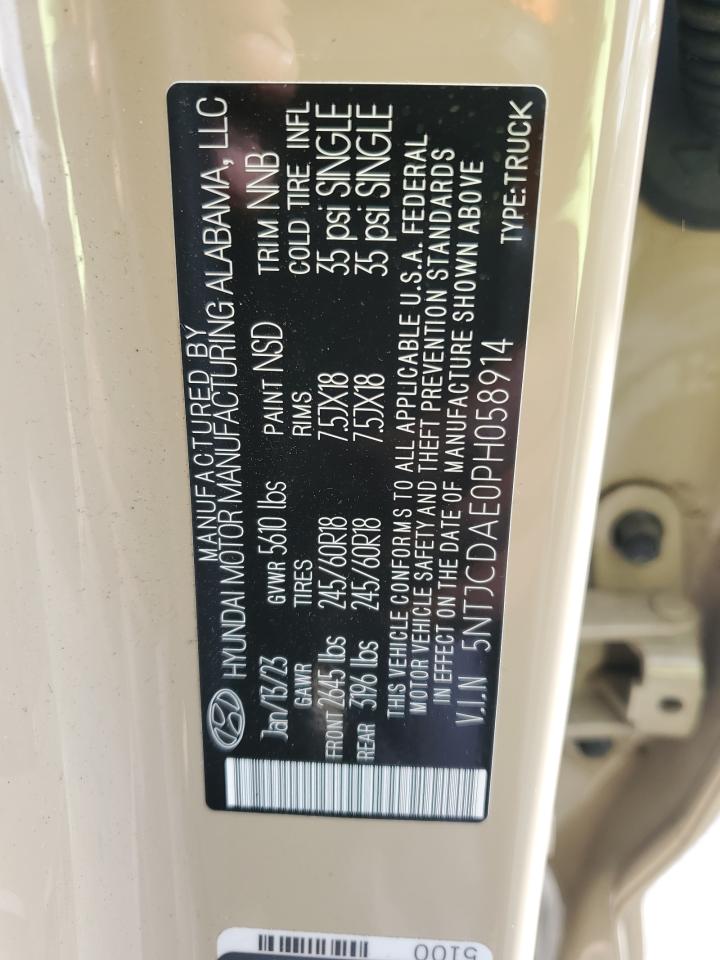 MANUFACTURED BY
HYUNDAI MOTOR MANUFACTURING ALABAMA, LLC
Jan/13/23 GVWR 5610 lbs PAINT NSD TRIM NNB
GAWR TIRES RIMS COLD TIRE INFL
FRONT 2645 lbs 245/60R18 7.5JX18 35 psi SINGLE
REAR 3196 lbs 245/60R18 7.5JX18 35 psi SINGLE
THIS VEHICLE CONFORMS TO ALL APPLICABLE U.S.A. FEDERAL
MOTOR VEHICLE SAFETY AND THEFT PREVENTION STANDARDS
IN EFFECT ON THE DATE OF MANUFACTURE SHOWN ABOVE
V.I.N 5NTJCDAE0PH058914
TYPE:TRUCK
5100